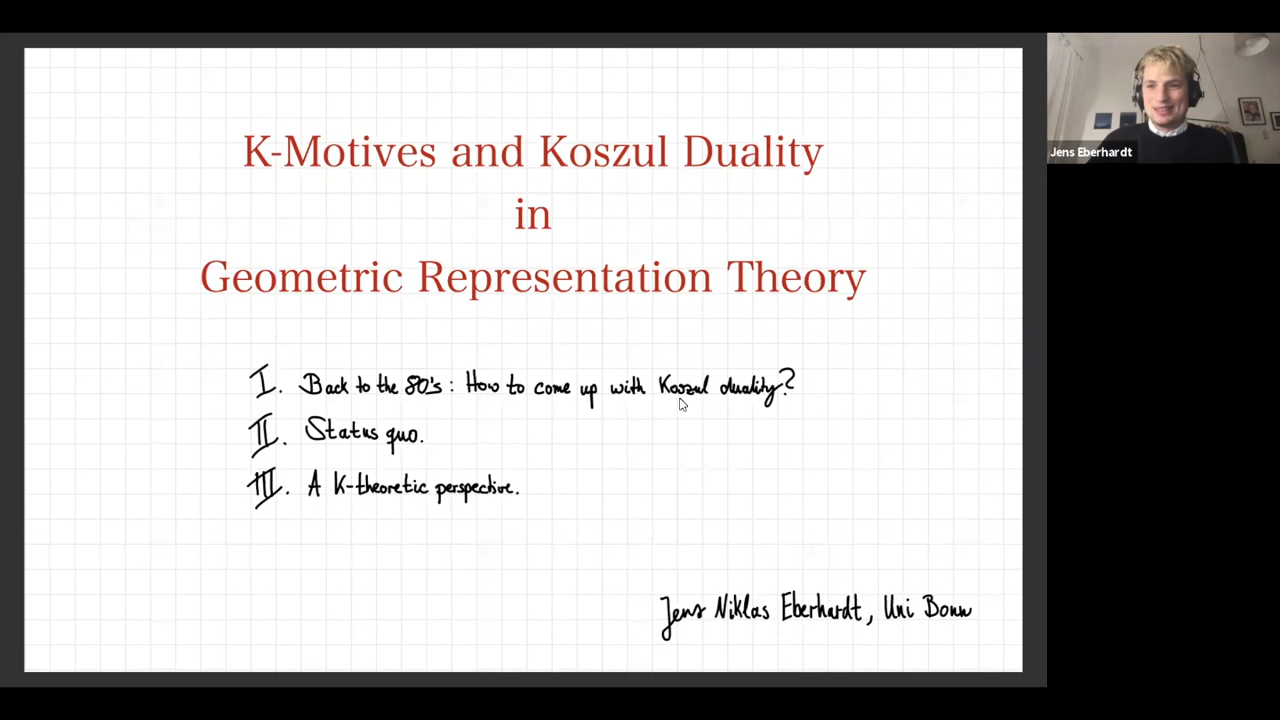 K-Motives and Koszul Duality
in
Geometric Representation Theory
I. Back to the 80's: How to come up with Koszul duality?
II. Status quo.
III. A K-theoretic perspective.
Jens Niklas Eberhardt, Uni Bonn
Jens Eberhardt